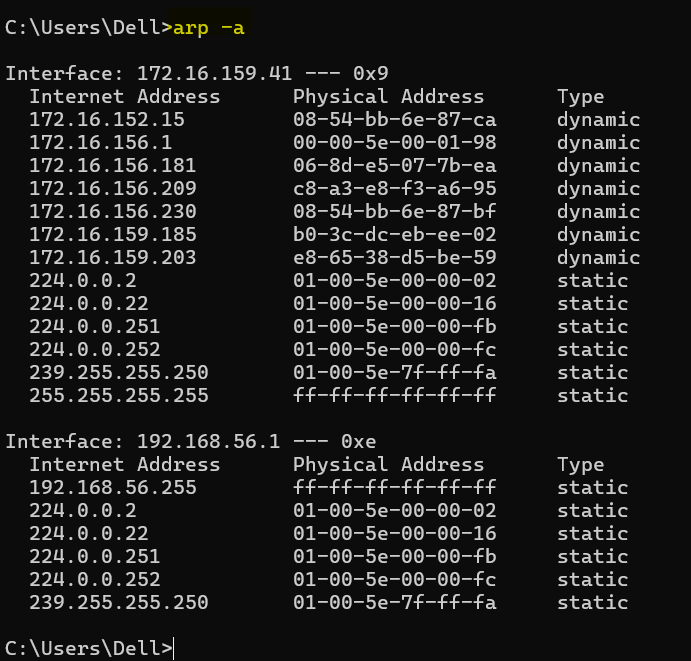 C:\Users\Dell>arp -a
Interface: 172.16.159.41 --- 0x9
Internet Address Physical Address Type
172.16.152.15 08-54-bb-6e-87-ca dynamic
172.16.156.1 00-00-5e-00-01-98 dynamic
172.16.156.181 06-8d-e5-07-7b-ea dynamic
172.16.156.209 c8-a3-e8-f3-a6-95 dynamic
172.16.156.230 08-54-bb-6e-87-bf dynamic
172.16.159.185 b0-3c-dc-eb-ee-02 dynamic
172.16.159.203 e8-65-38-d5-be-59 dynamic
224.0.0.2 01-00-5e-00-00-02 static
224.0.0.22 01-00-5e-00-00-16 static
224.0.0.251 01-00-5e-00-00-fb static
224.0.0.252 01-00-5e-00-00-fc static
239.255.255.250 01-00-5e-7f-ff-fa static
255.255.255.255 ff-ff-ff-ff-ff-ff static
Interface: 192.168.56.1 --- 0xe
Internet Address Physical Address Type
192.168.56.255 ff-ff-ff-ff-ff-ff static
224.0.0.2 01-00-5e-00-00-02 static
224.0.0.22 01-00-5e-00-00-16 static
224.0.0.251 01-00-5e-00-00-fb static
224.0.0.252 01-00-5e-00-00-fc static
239.255.255.250 01-00-5e-7f-ff-fa static
C:\Users\Dell>